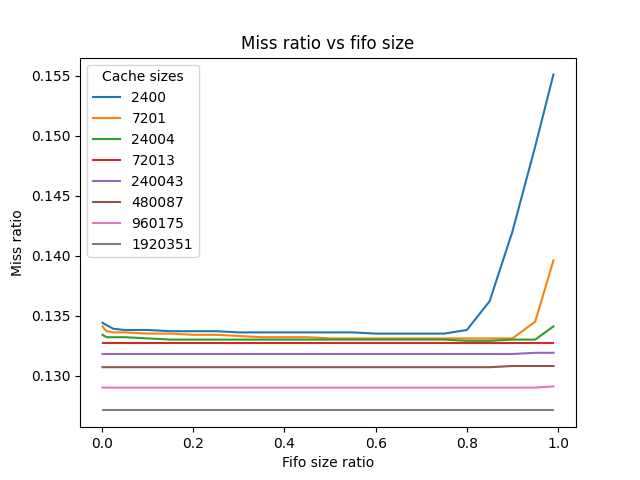 Miss ratio vs fifo size
Cache sizes
2400
7201
24004
72013
240043
480087
960175
1920351
Miss ratio
0.155
0.150
0.145
0.140
0.135
0.130
0.0 0.2 0.4 0.6 0.8 1.0
Fifo size ratio